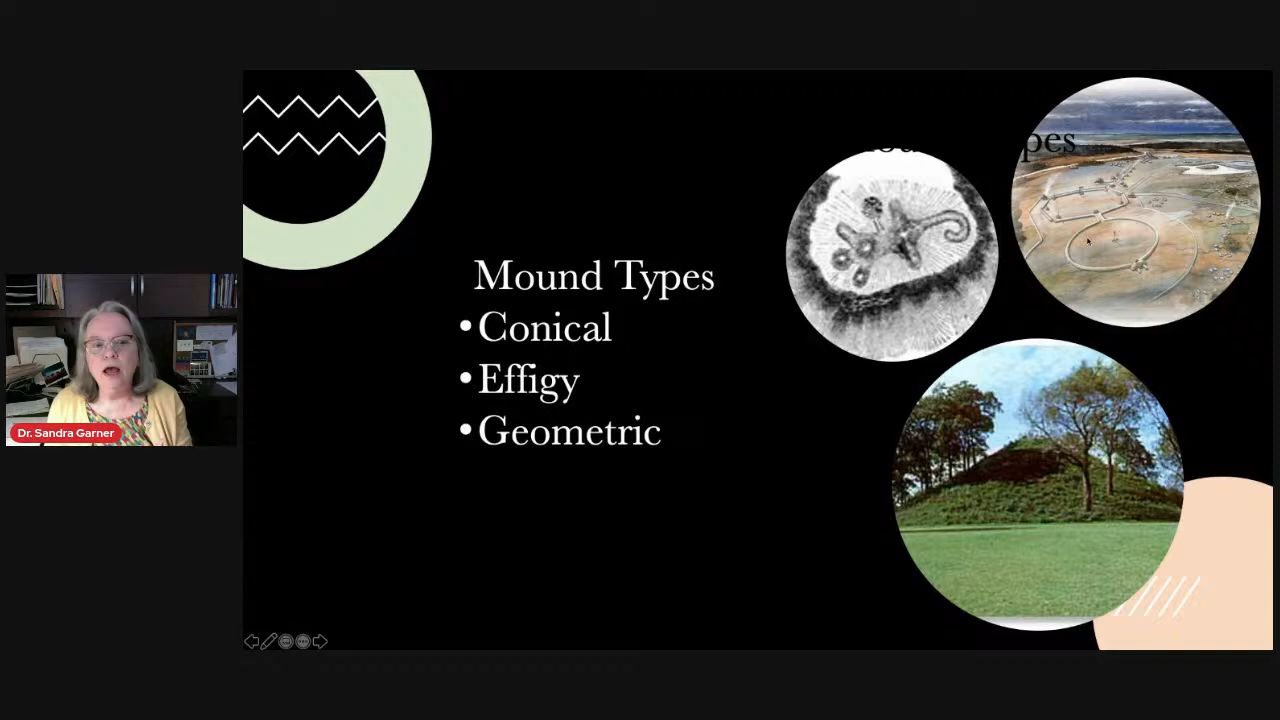 Mound Types
•Conical
•Effigy
•Geometric
Dr. Sandra Garner